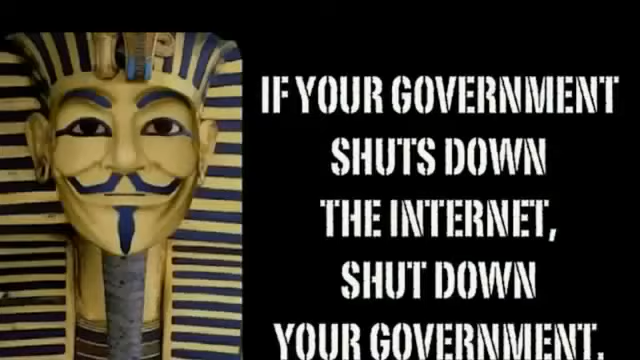 IF YOUR GOVERNMENT
SHUTS DOWN
THE INTERNET,
SHUT DOWN
YOUR GOVERNMENT.